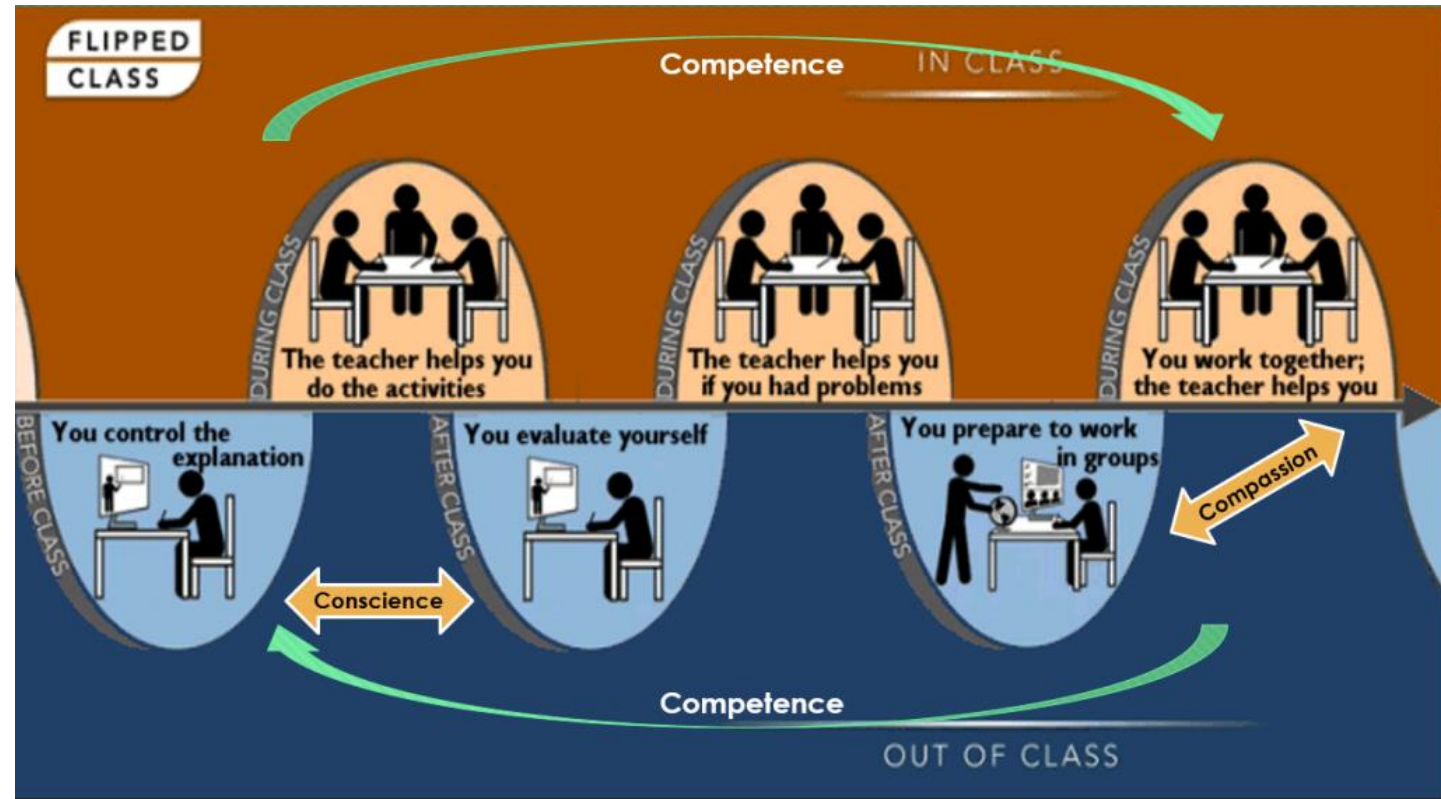 FLIPPED
CLASS
Competence
IN CLASS
DURING CLASS
The teacher helps you
do the activities
DURING CLASS
The teacher helps you
if you had problems
DURING CLASS
You work together;
the teacher helps you
BEFORE CLASS
You control the
explanation
AFTER CLASS
You evaluate yourself
AFTER CLASS
You prepare to work
in groups
Compassion
Conscience
Competence
OUT OF CLASS